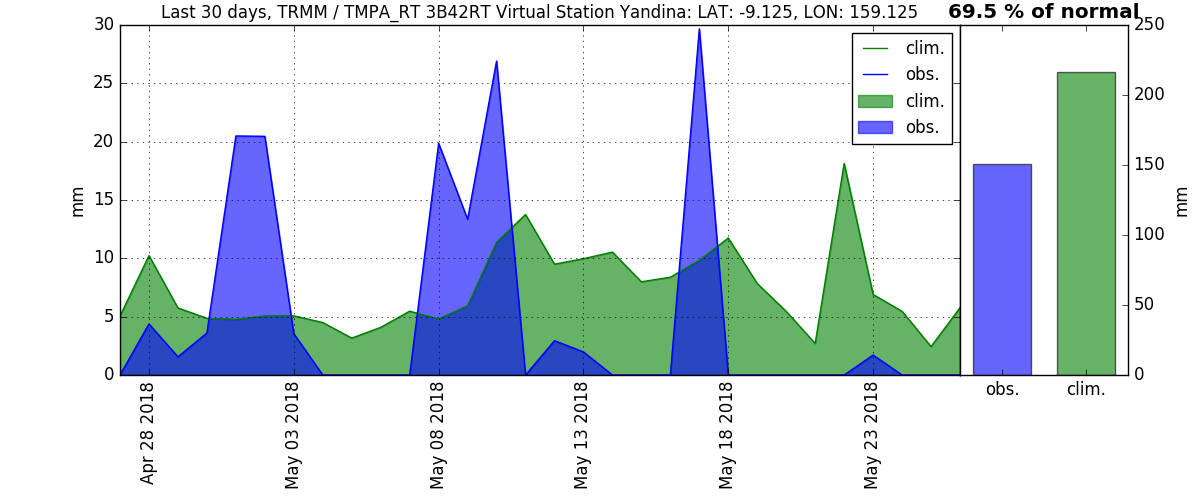 Last 30 days, TRMM / TMPA_RT 3B42RT Virtual Station Yandina: LAT: -9.125, LON: 159.125
69.5 % of normal
30
25
20
15
10
5
0
mm
clim.
obs.
clim.
obs.
Apr 28 2018
May 03 2018
May 08 2018
May 13 2018
May 18 2018
May 23 2018
250
200
150
100
50
0
mm
obs.
clim.